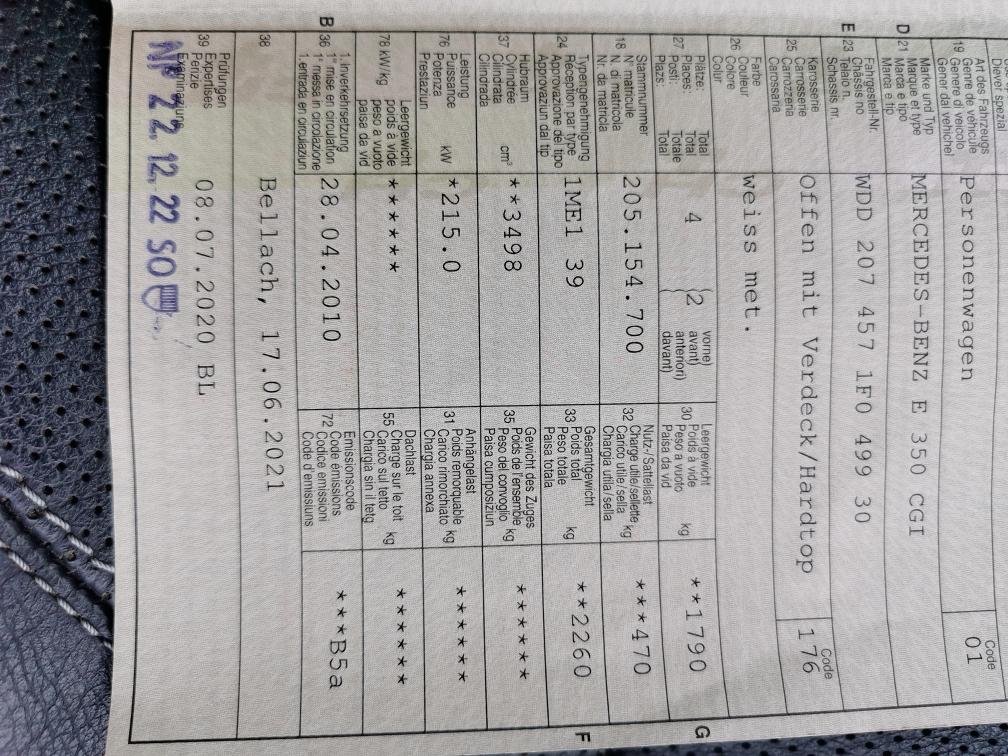 19 Art des Fahrzeugs
Genre de véhicule
Genere di veicolo
Gener dal vehichel
Personenwagen
Code
01
D 21 Marke und Typ
Marque et type
Marca e tipo
Marca e tip
MERCEDES-BENZ E 350 CGI
E 23 Fahrgestell-Nr.
Châssis no
Telaio n.
Schassis nr.
WDD 207 457 1F0 499 30
25 Karosserie
Carrosserie
Carrozzeria
Carossaria
Offen mit Verdeck/Hardtop
Code
176
26 Farbe
Couleur
Colore
Colur
weiss met.
27 Plätze: Total
Places: Total
Posti: Totale
Plazs: Total
4
2
vorne)
avant)
anteriori)
davant)
30 Leergewicht
Poids à vide
Peso a vuoto kg
Paisa da vid
**1790
G
18 Stammnummer
N° matricule
N. di matricola
Nr. da matricla
205.154.700
32 Nutz-/Sattellast
Charge utile/sellette
Carico utile/sella kg
Chargia utila/sella
***470
24 Typengenehmigung
Réception par type
Approvazione del tipo
Approvaziun dal tip
1ME1 39
33 Gesamtgewicht
Poids total
Peso totale kg
Paisa totala
**2260
F
37 Hubraum
Cylindrée cm³
Cilindrata
Cilindrada
**3498
35 Gewicht des Zuges
Poids de l'ensemble
Peso del convoglio kg
Paisa cumposiziun
******
76 Leistung
Puissance kW
Potenza
Prestaziun
*215.0
31 Anhängelast
Poids remorquable
Carico rimorchiato kg
Chargia annexa
******
78 kW/kg
Leergewicht
poids à vide
peso a vuoto
paisa da vid
******
55 Dachlast
Charge sur le toit
Carico sul tetto kg
Chargia sin il tetg
******
B 36 1. Inverkehrsetzung
1re mise en circulation
1a messa in circolazione
1. entrada en circulaziun
28.04.2010
72 Emissionscode
Code émissions
Codice emissioni
Code d'emissiuns
***B5a
38
Bellach, 17.06.2021
39 Prüfungen
Expertises
Perizie
08.07.2020 BL
22.12.22 SO